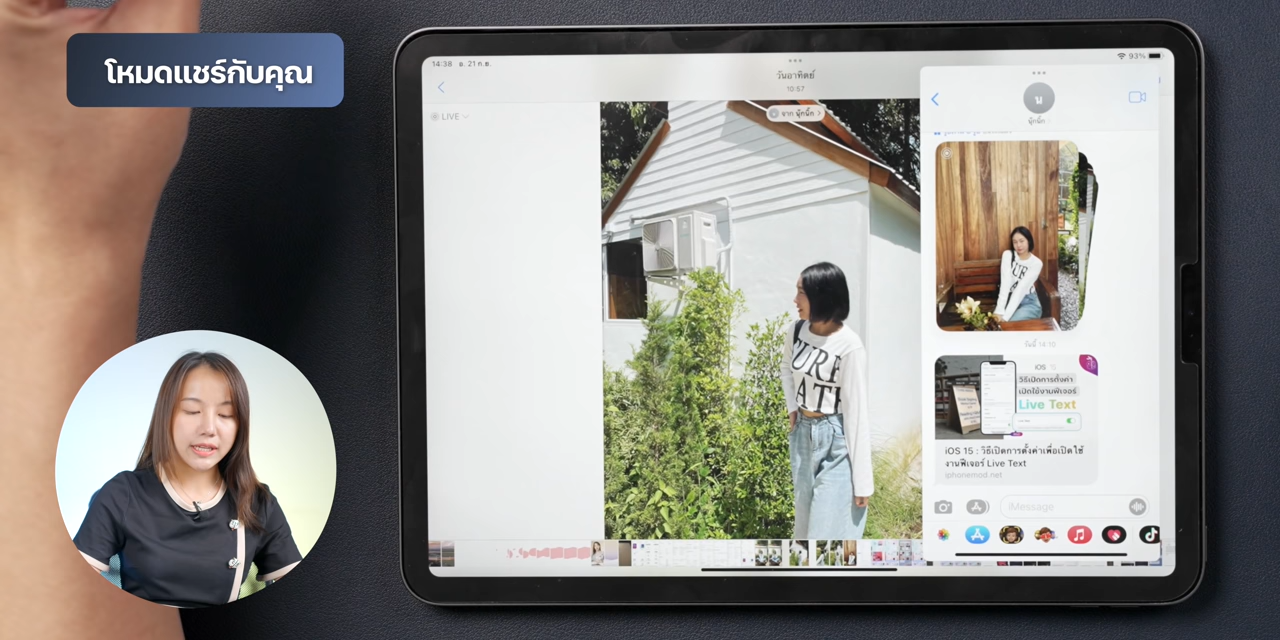 โหมดแชร์กับคุณ
14:38 อ. 21 ก.ย.
93%
วันอาทิตย์
10:57
LIVE
จาก นุ๊กนิ๊ก
น
นุ๊กนิ๊ก
วันนี้ 14:10
iOS 15
วิธีเปิดการตั้งค่า
เปิดใช้งานฟีเจอร์
Live Text
iOS 15 : วิธีเปิดการตั้งค่าเพื่อเปิดใช้
งานฟีเจอร์ Live Text
iphonemod.net
iMessage